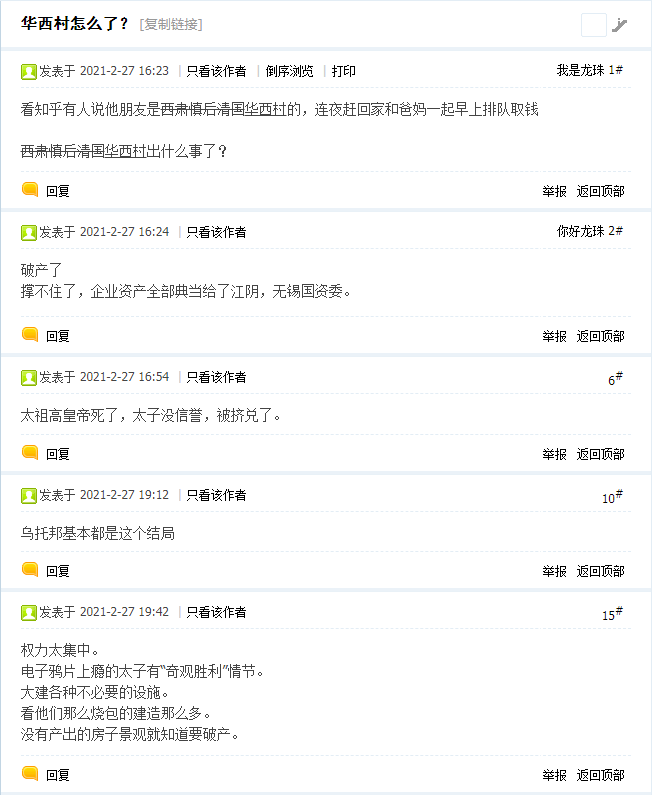 华西村怎么了？ [复制链接]
发表于 2021-2-27 16:23 |只看该作者 |倒序浏览 |打印 我是龙珠 1#
看知乎有人说他朋友是西肃慎后清国华西村的，连夜赶回家和爸妈一起早上排队取钱
西肃慎后清国华西村出什么事了？
回复 举报 返回顶部
发表于 2021-2-27 16:24 |只看该作者 你好龙珠 2#
破产了
撑不住了，企业资产全部典当给了江阴，无锡国资委。
回复 举报 返回顶部
发表于 2021-2-27 16:54 |只看该作者 6#
太祖高皇帝死了，太子没信誉，被挤兑了。
回复 举报 返回顶部
发表于 2021-2-27 19:12 |只看该作者 10#
乌托邦基本都是这个结局
回复 举报 返回顶部
发表于 2021-2-27 19:42 |只看该作者 15#
权力太集中。
电子鸦片上瘾的太子有“奇观胜利”情节。
大建各种不必要的设施。
看他们那么烧包的建造那么多。
没有产出的房子景观就知道要破产。
回复 举报 返回顶部